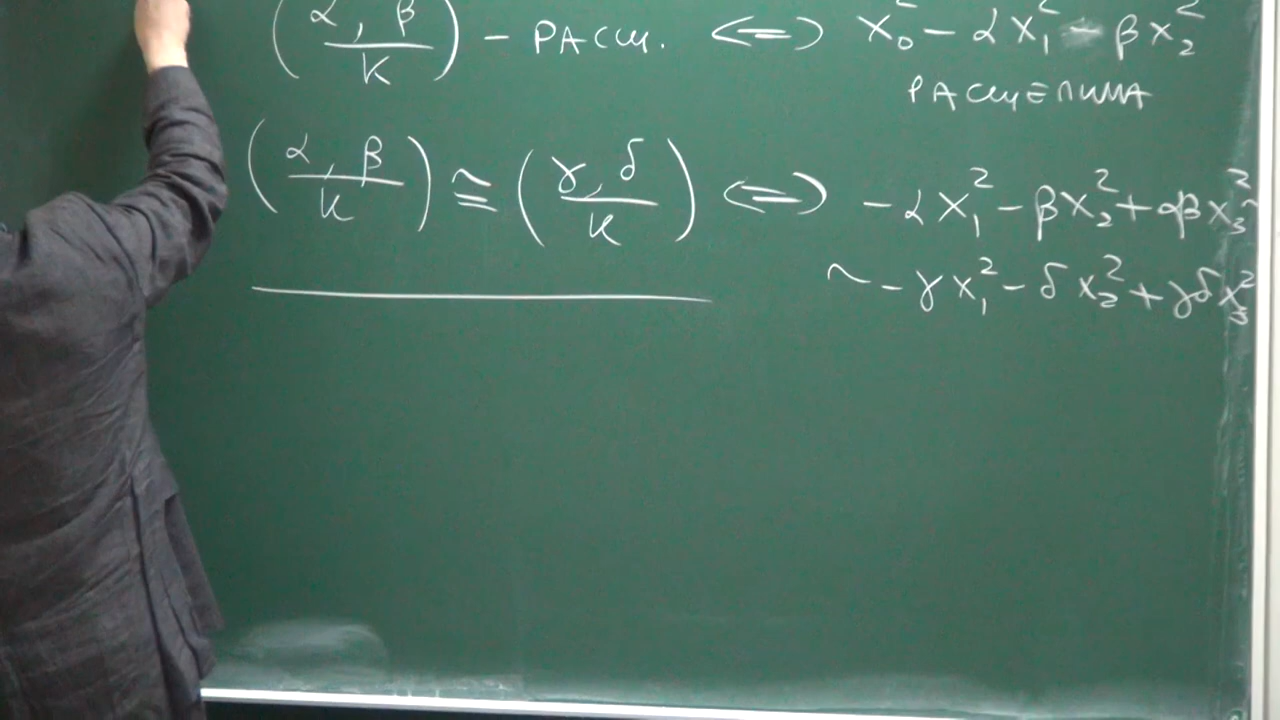 (α, β / K) – РАСЩ. <=> x₀² – αx₁² – βx₂²
РАСЩЕПИМА
(α, β / K) ≅ (γ, δ / K) <=> –αx₁² – βx₂² + αβx₃²
~ –γx₁² – δx₂² + γδx₃²